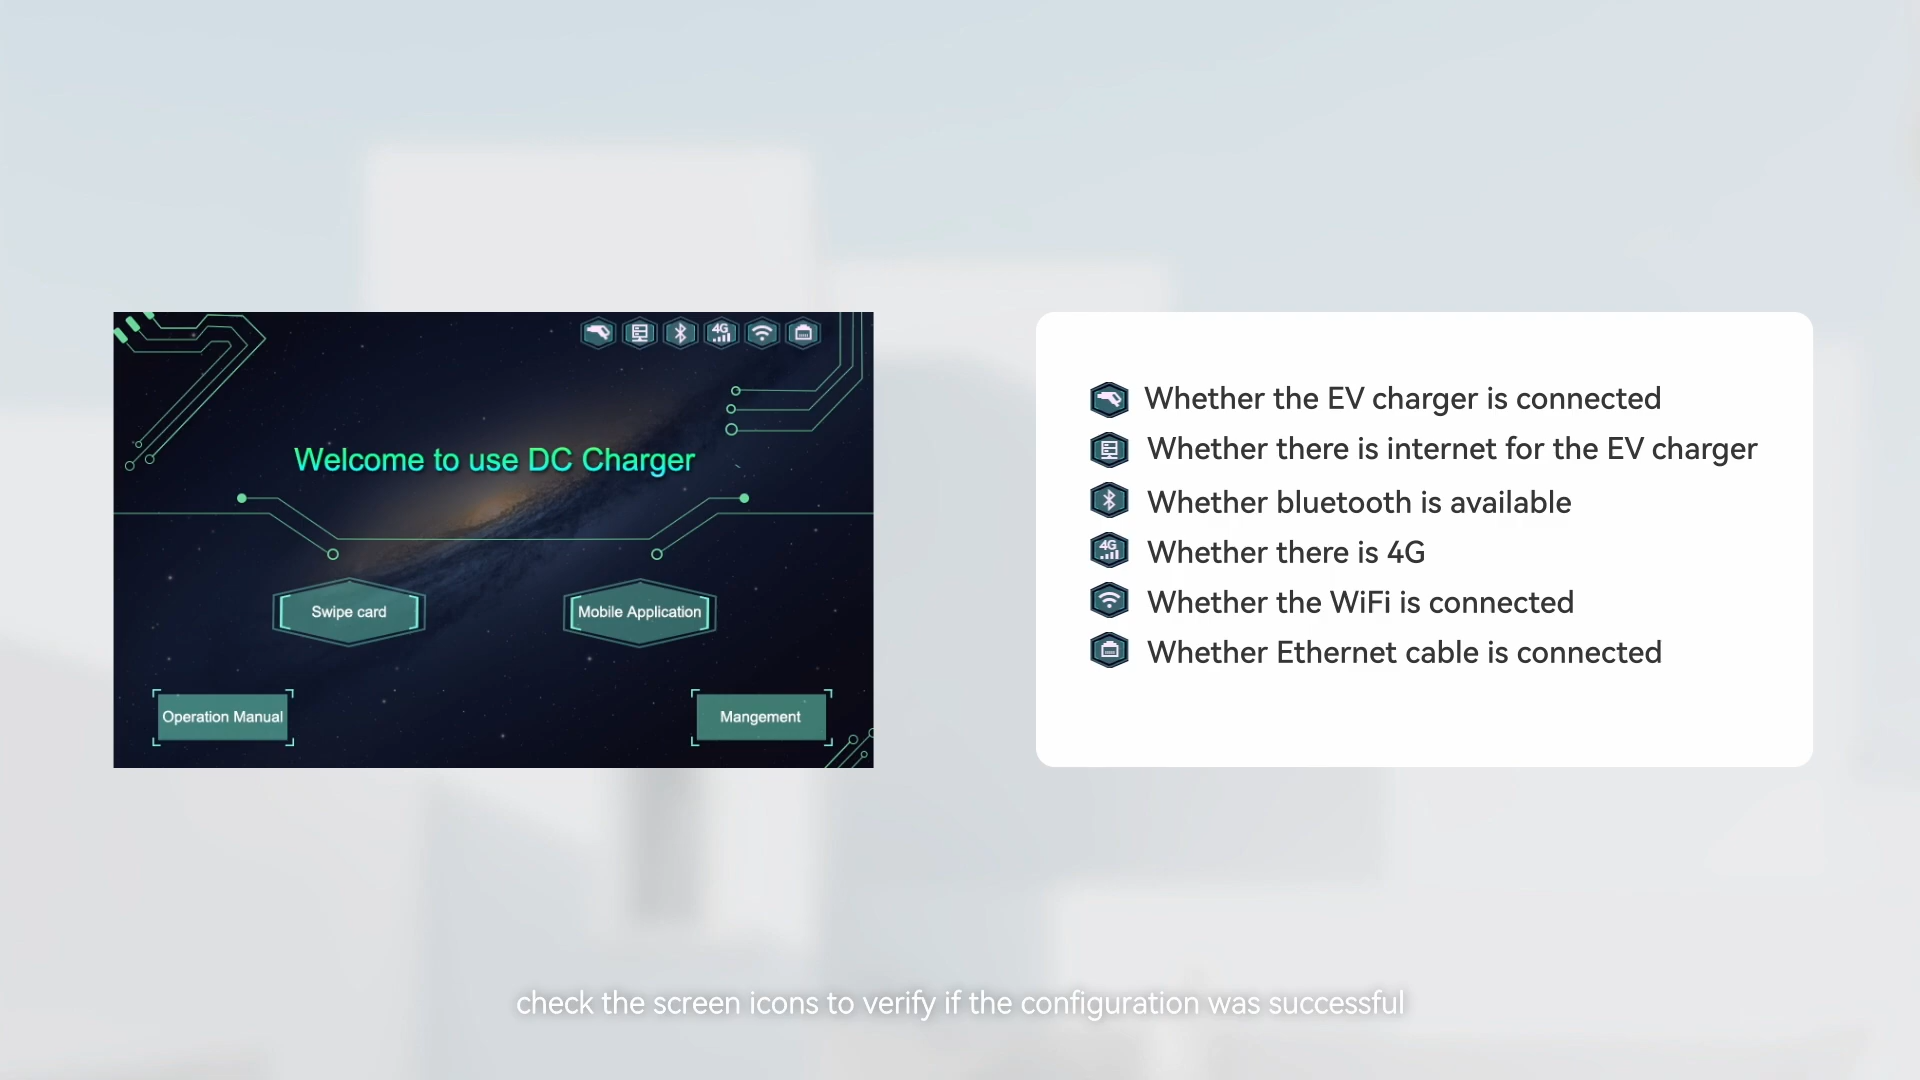 4G
Welcome to use DC Charger
Swipe card
Mobile Application
Operation Manual
Mangement
Whether the EV charger is connected
Whether there is internet for the EV charger
Whether bluetooth is available
4G
Whether there is 4G
Whether the WiFi is connected
Whether Ethernet cable is connected
check the screen icons to verify if the configuration was successful